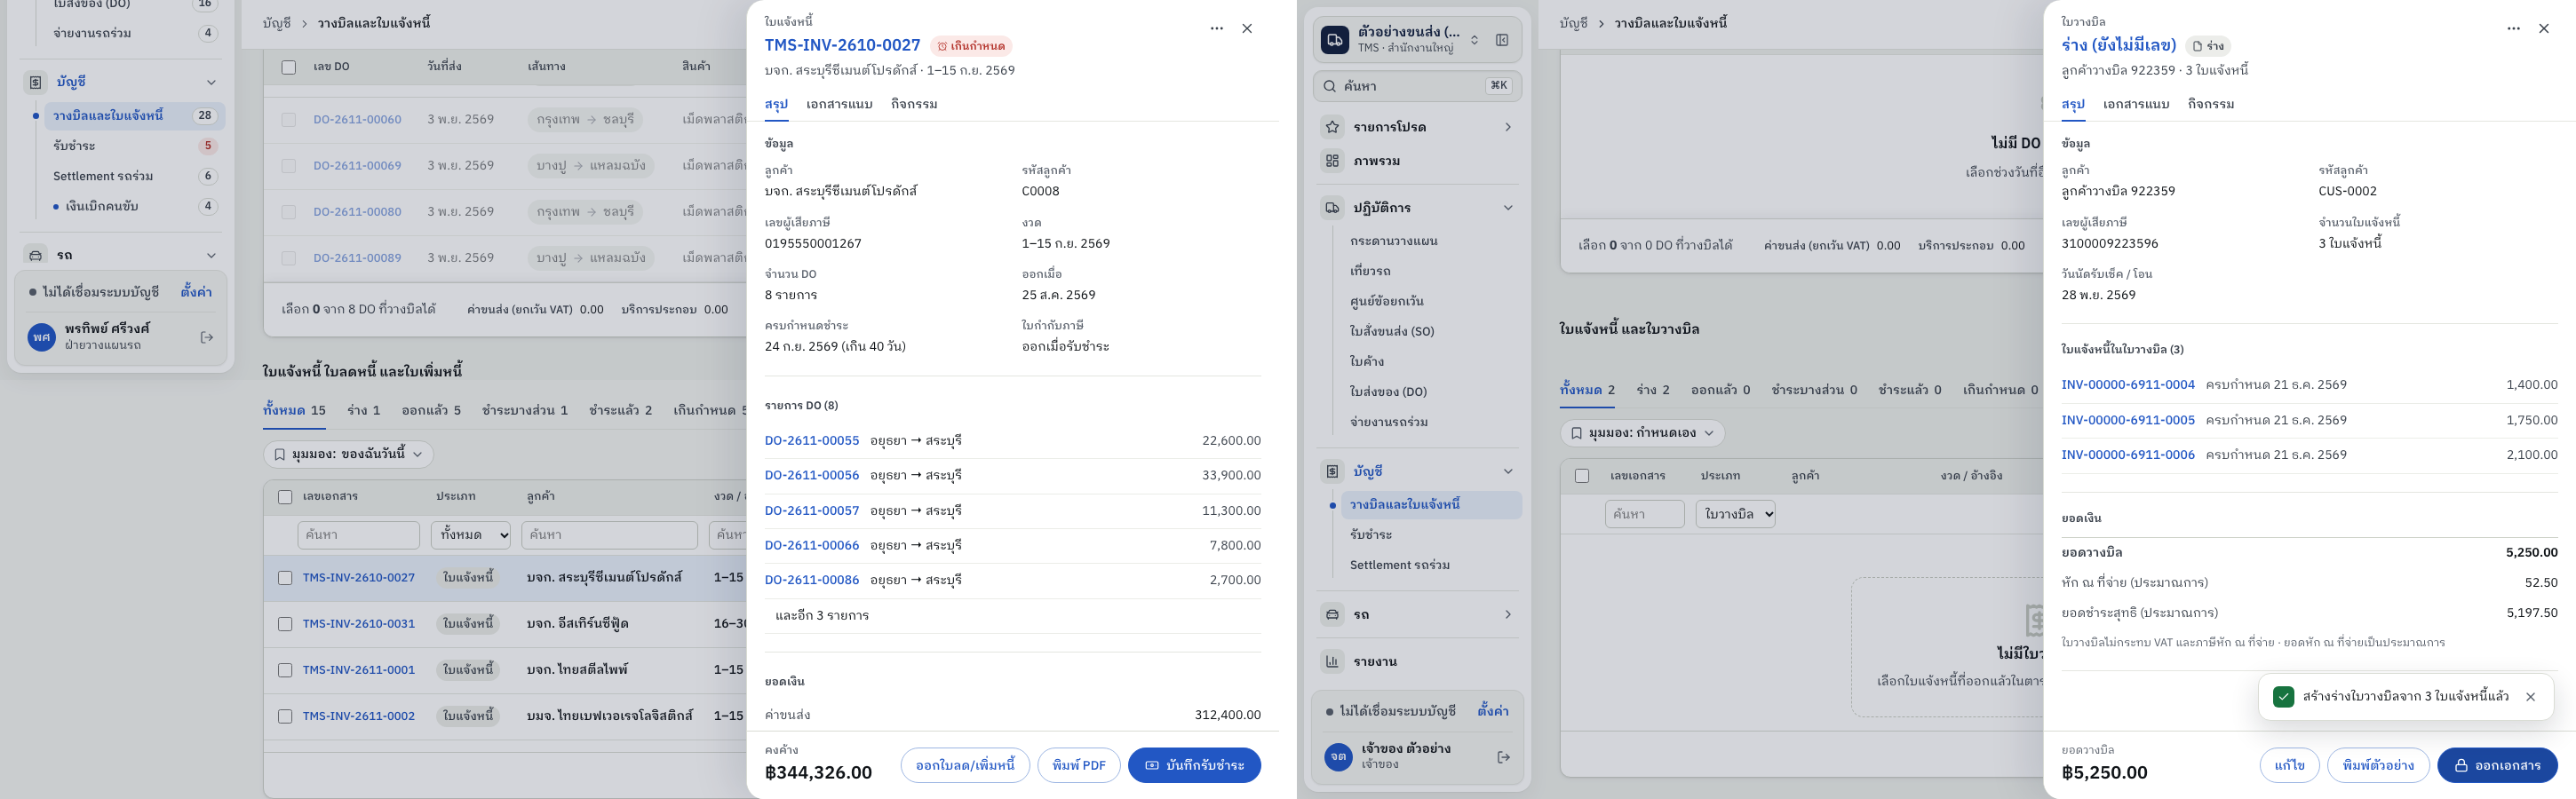 ใบส่งของ (DO) 16
จ่ายงานรถร่วม 4
บัญชี
วางบิลและใบแจ้งหนี้ 28
รับชำระ 5
Settlement รถร่วม 6
เงินเบิกคนขับ 4
รถ
ไม่ได้เชื่อมระบบบัญชี ตั้งค่า
พศ พรทิพย์ ศรีวงศ์
ฝ่ายวางแผนรถ
บัญชี > วางบิลและใบแจ้งหนี้
เลข DO วันที่ส่ง เส้นทาง สินค้า
DO-2611-00060 3 พ.ย. 2569 กรุงเทพ → ชลบุรี
DO-2611-00069 3 พ.ย. 2569 บางปู → แหลมฉบัง
DO-2611-00080 3 พ.ย. 2569 กรุงเทพ → ชลบุรี
DO-2611-00089 3 พ.ย. 2569 บางปู → แหลมฉบัง
เลือก 0 จาก 8 DO ที่วางบิลได้ ค่าขนส่ง (ยกเว้น VAT) 0.00 บริการประกอบ 0.00
ใบแจ้งหนี้ ใบลดหนี้ และใบเพิ่มหนี้
ทั้งหมด 15 ร่าง 1 ออกแล้ว 5 ชำระบางส่วน 1 ชำระแล้ว 2 เกินกำหนด 5
มุมมอง: ของฉันวันนี้
เลขเอกสาร ประเภท ลูกค้า งวด /
ค้นหา ทั้งหมด ค้นหา ค้นหา
TMS-INV-2610-0027 ใบแจ้งหนี้ บจก. สระบุรีซีเมนต์โปรดักส์ 1–15
TMS-INV-2610-0031 ใบแจ้งหนี้ บจก. อีสเทิร์นซีฟู้ด 16–30
TMS-INV-2611-0001 ใบแจ้งหนี้ บจก. ไทยสตีลไพพ์ 1–15
TMS-INV-2611-0002 ใบแจ้งหนี้ บมจ. ไทยเบฟเวอเรจโลจิสติกส์ 1–15
ใบแจ้งหนี้
TMS-INV-2610-0027 เกินกำหนด
บจก. สระบุรีซีเมนต์โปรดักส์ · 1–15 ก.ย. 2569
สรุป เอกสารแนบ กิจกรรม
ข้อมูล
ลูกค้า รหัสลูกค้า
บจก. สระบุรีซีเมนต์โปรดักส์ C0008
เลขผู้เสียภาษี งวด
0195550001267 1–15 ก.ย. 2569
จำนวน DO ออกเมื่อ
8 รายการ 25 ส.ค. 2569
ครบกำหนดชำระ ใบกำกับภาษี
24 ก.ย. 2569 (เกิน 40 วัน) ออกเมื่อรับชำระ
รายการ DO (8)
DO-2611-00055 อยุธยา → สระบุรี 22,600.00
DO-2611-00056 อยุธยา → สระบุรี 33,900.00
DO-2611-00057 อยุธยา → สระบุรี 11,300.00
DO-2611-00066 อยุธยา → สระบุรี 7,800.00
DO-2611-00086 อยุธยา → สระบุรี 2,700.00
และอีก 3 รายการ
ยอดเงิน
ค่าขนส่ง 312,400.00
คงค้าง
฿344,326.00 ออกใบลด/เพิ่มหนี้ พิมพ์ PDF บันทึกรับชำระ
ตัวอย่างขนส่ง (...
TMS · สำนักงานใหญ่
ค้นหา ⌘K
รายการโปรด
ภาพรวม
ปฏิบัติการ
กระดานวางแผน
เที่ยวรถ
ศูนย์ข้อยกเว้น
ใบสั่งขนส่ง (SO)
ใบค้าง
ใบส่งของ (DO)
จ่ายงานรถร่วม
บัญชี
วางบิลและใบแจ้งหนี้
รับชำระ
Settlement รถร่วม
รถ
รายงาน
ไม่ได้เชื่อมระบบบัญชี ตั้งค่า
จต เจ้าของ ตัวอย่าง
เจ้าของ
บัญชี > วางบิลและใบแจ้งหนี้
ไม่มี DO
เลือก 0 จาก 0 DO ที่วางบิลได้ ค่าขนส่ง (ยกเว้น VAT) 0.00 บริการประกอบ 0.00
ใบแจ้งหนี้ และใบวางบิล
ทั้งหมด 2 ร่าง 2 ออกแล้ว 0 ชำระบางส่วน 0 ชำระแล้ว 0 เกินกำหนด 0
มุมมอง: กำหนดเอง
เลขเอกสาร ประเภท ลูกค้า งวด / อ้างอิง
ค้นหา ใบวางบิล
เลือกใบแจ้งหนี้ที่ออกแล้วในตาร
ใบวางบิล
ร่าง (ยังไม่มีเลข) ร่าง
ลูกค้าวางบิล 922359 · 3 ใบแจ้งหนี้
สรุป เอกสารแนบ กิจกรรม
ข้อมูล
ลูกค้า รหัสลูกค้า
ลูกค้าวางบิล 922359 CUS-0002
เลขผู้เสียภาษี จำนวนใบแจ้งหนี้
3100009223596 3 ใบแจ้งหนี้
วันนัดรับเช็ค / โอน
28 พ.ย. 2569
ใบแจ้งหนี้ในใบวางบิล (3)
INV-00000-6911-0004 ครบกำหนด 21 ธ.ค. 2569 1,400.00
INV-00000-6911-0005 ครบกำหนด 21 ธ.ค. 2569 1,750.00
INV-00000-6911-0006 ครบกำหนด 21 ธ.ค. 2569 2,100.00
ยอดเงิน
ยอดวางบิล 5,250.00
หัก ณ ที่จ่าย (ประมาณการ) 52.50
ยอดชำระสุทธิ (ประมาณการ) 5,197.50
ใบวางบิลไม่กระทบ VAT และภาษีหัก ณ ที่จ่าย · ยอดหัก ณ ที่จ่ายเป็นประมาณการ
สร้างร่างใบวางบิลจาก 3 ใบแจ้งหนี้แล้ว
ยอดวางบิล
฿5,250.00 แก้ไข พิมพ์ตัวอย่าง ออกเอกสาร